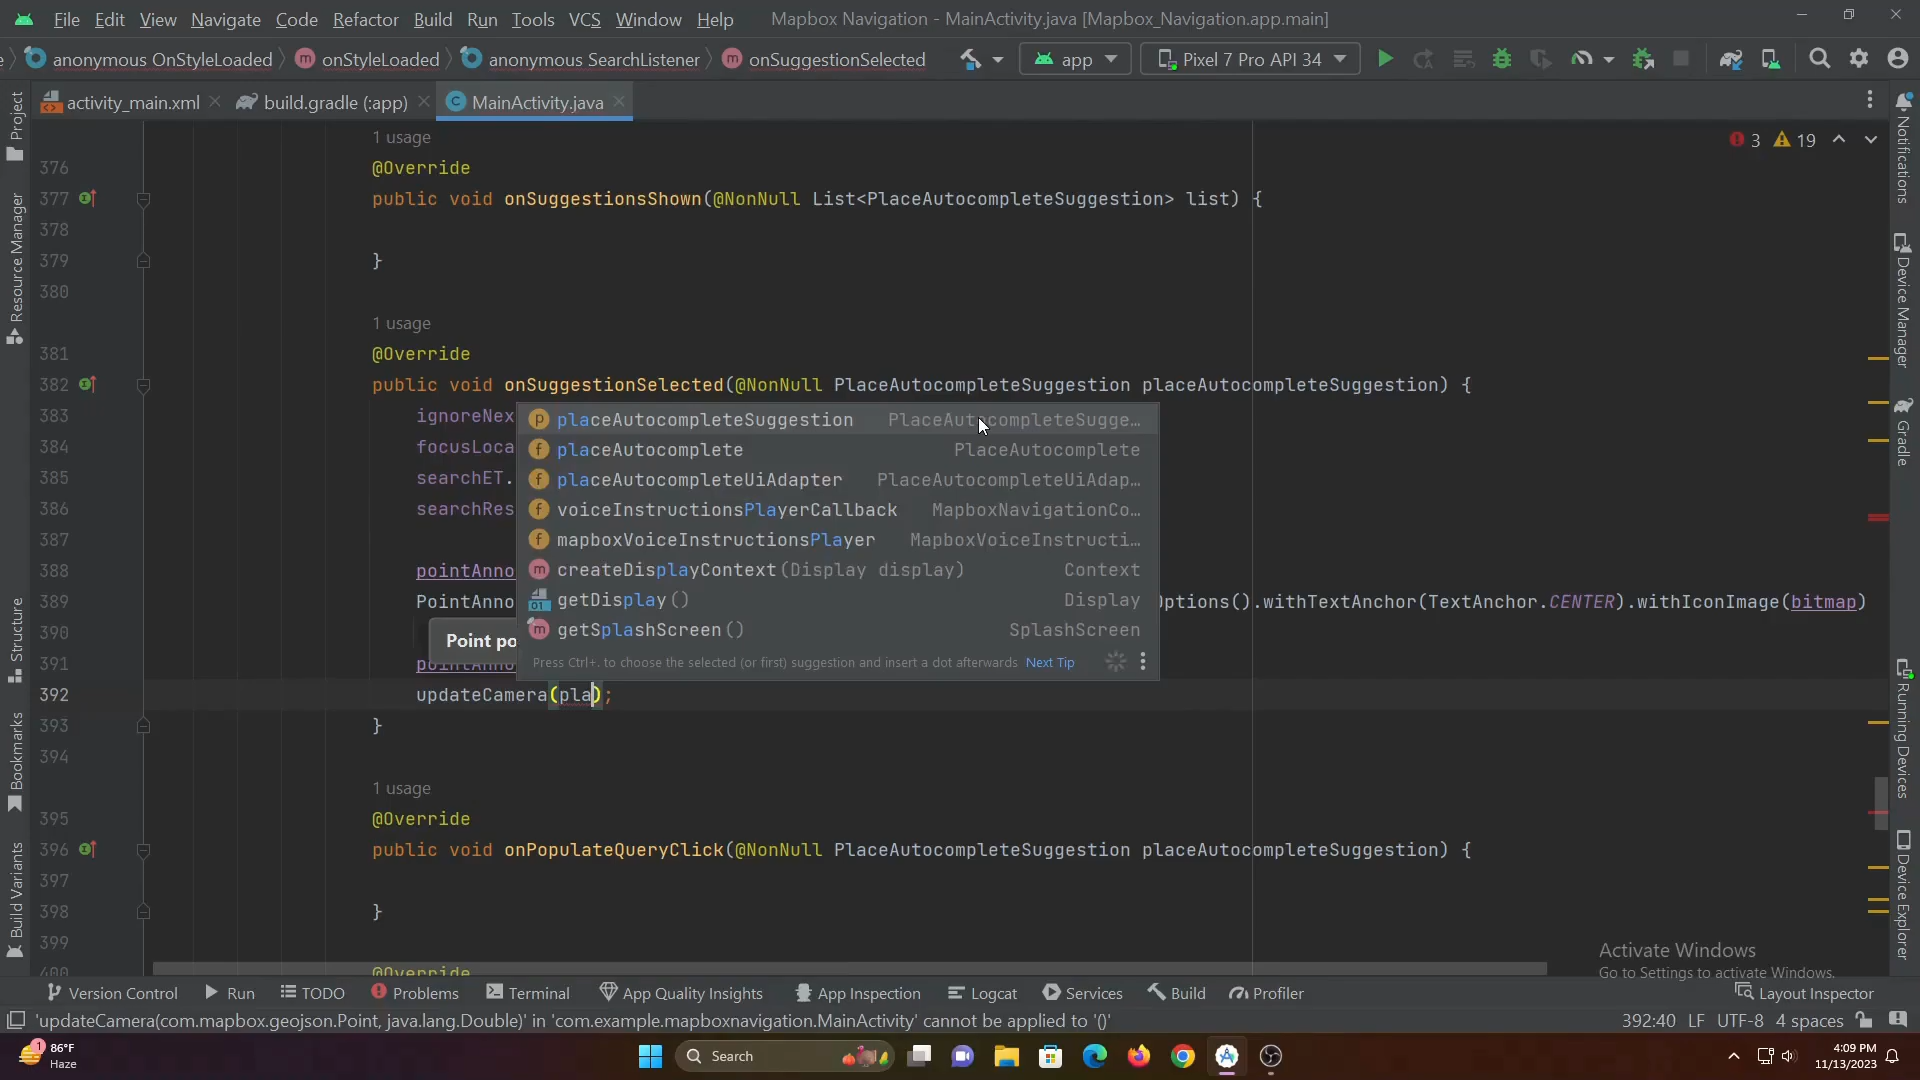 File Edit View Navigate Code Refactor Build Run Tools VCS Window Help Mapbox Navigation - MainActivity.java [Mapbox_Navigation.app.main]
anonymous OnStyleLoaded onStyleLoaded anonymous SearchListener onSuggestionSelected app Pixel 7 Pro API 34
activity_main.xml build.gradle (:app) MainActivity.java
3 19
1 usage
376 @Override
377 public void onSuggestionsShown(@NonNull List<PlaceAutocompleteSuggestion> list) {
378
379 }
380
1 usage
381 @Override
382 public void onSuggestionSelected(@NonNull PlaceAutocompleteSuggestion placeAutocompleteSuggestion) {
383 ignoreNex
384 focusLoca
385 searchET.
386 searchRes
387
388 pointAnno
389 PointAnno ptions().withTextAnchor(TextAnchor.CENTER).withIconImage(bitmap)
390
391 pointAnno
392 updateCamera(pla);
393 }
394
placeAutocompleteSuggestion PlaceAutocompleteSugge…
placeAutocomplete PlaceAutocomplete
placeAutocompleteUiAdapter PlaceAutocompleteUiAdap…
voiceInstructionsPlayerCallback MapboxNavigationCo…
mapboxVoiceInstructionsPlayer MapboxVoiceInstructi…
createDisplayContext(Display display) Context
getDisplay() Display
getSplashScreen() SplashScreen
Press Ctrl+. to choose the selected (or first) suggestion and insert a dot afterwards Next Tip
Point po
1 usage
395 @Override
396 public void onPopulateQueryClick(@NonNull PlaceAutocompleteSuggestion placeAutocompleteSuggestion) {
397
398 }
399
400 @Override
Project
Resource Manager
Structure
Bookmarks
Build Variants
Notifications
Device Manager
Gradle
Running Devices
Device Explorer
Activate Windows
Go to Settings to activate Windows.
Version Control Run TODO Problems Terminal App Quality Insights App Inspection Logcat Services Build Profiler Layout Inspector
'updateCamera(com.mapbox.geojson.Point, java.lang.Double)' in 'com.example.mapboxnavigation.MainActivity' cannot be applied to '()' 392:40 LF UTF-8 4 spaces
1 86°F
Haze
Search
4:09 PM
11/13/2023